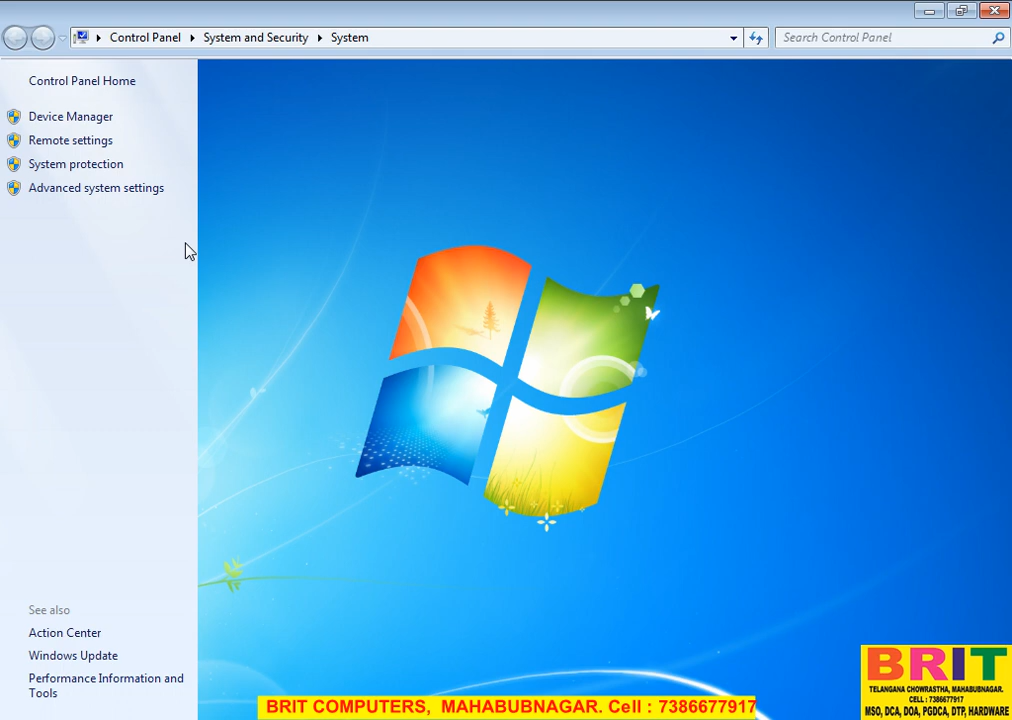 Control Panel
System and Security
System
Search Control Panel
Control Panel Home
Device Manager
Remote settings
System protection
Advanced system settings
See also
Action Center
Windows Update
Performance Information and
Tools
BRIT COMPUTERS, MAHABUBNAGAR. Cell : 7386677917
BRIT
TELANGANA CHOWRASTHA, MAHABUBNAGAR.
CELL : 7386677917
MSO, DCA, DOA, PGDCA, DTP, HARDWARE